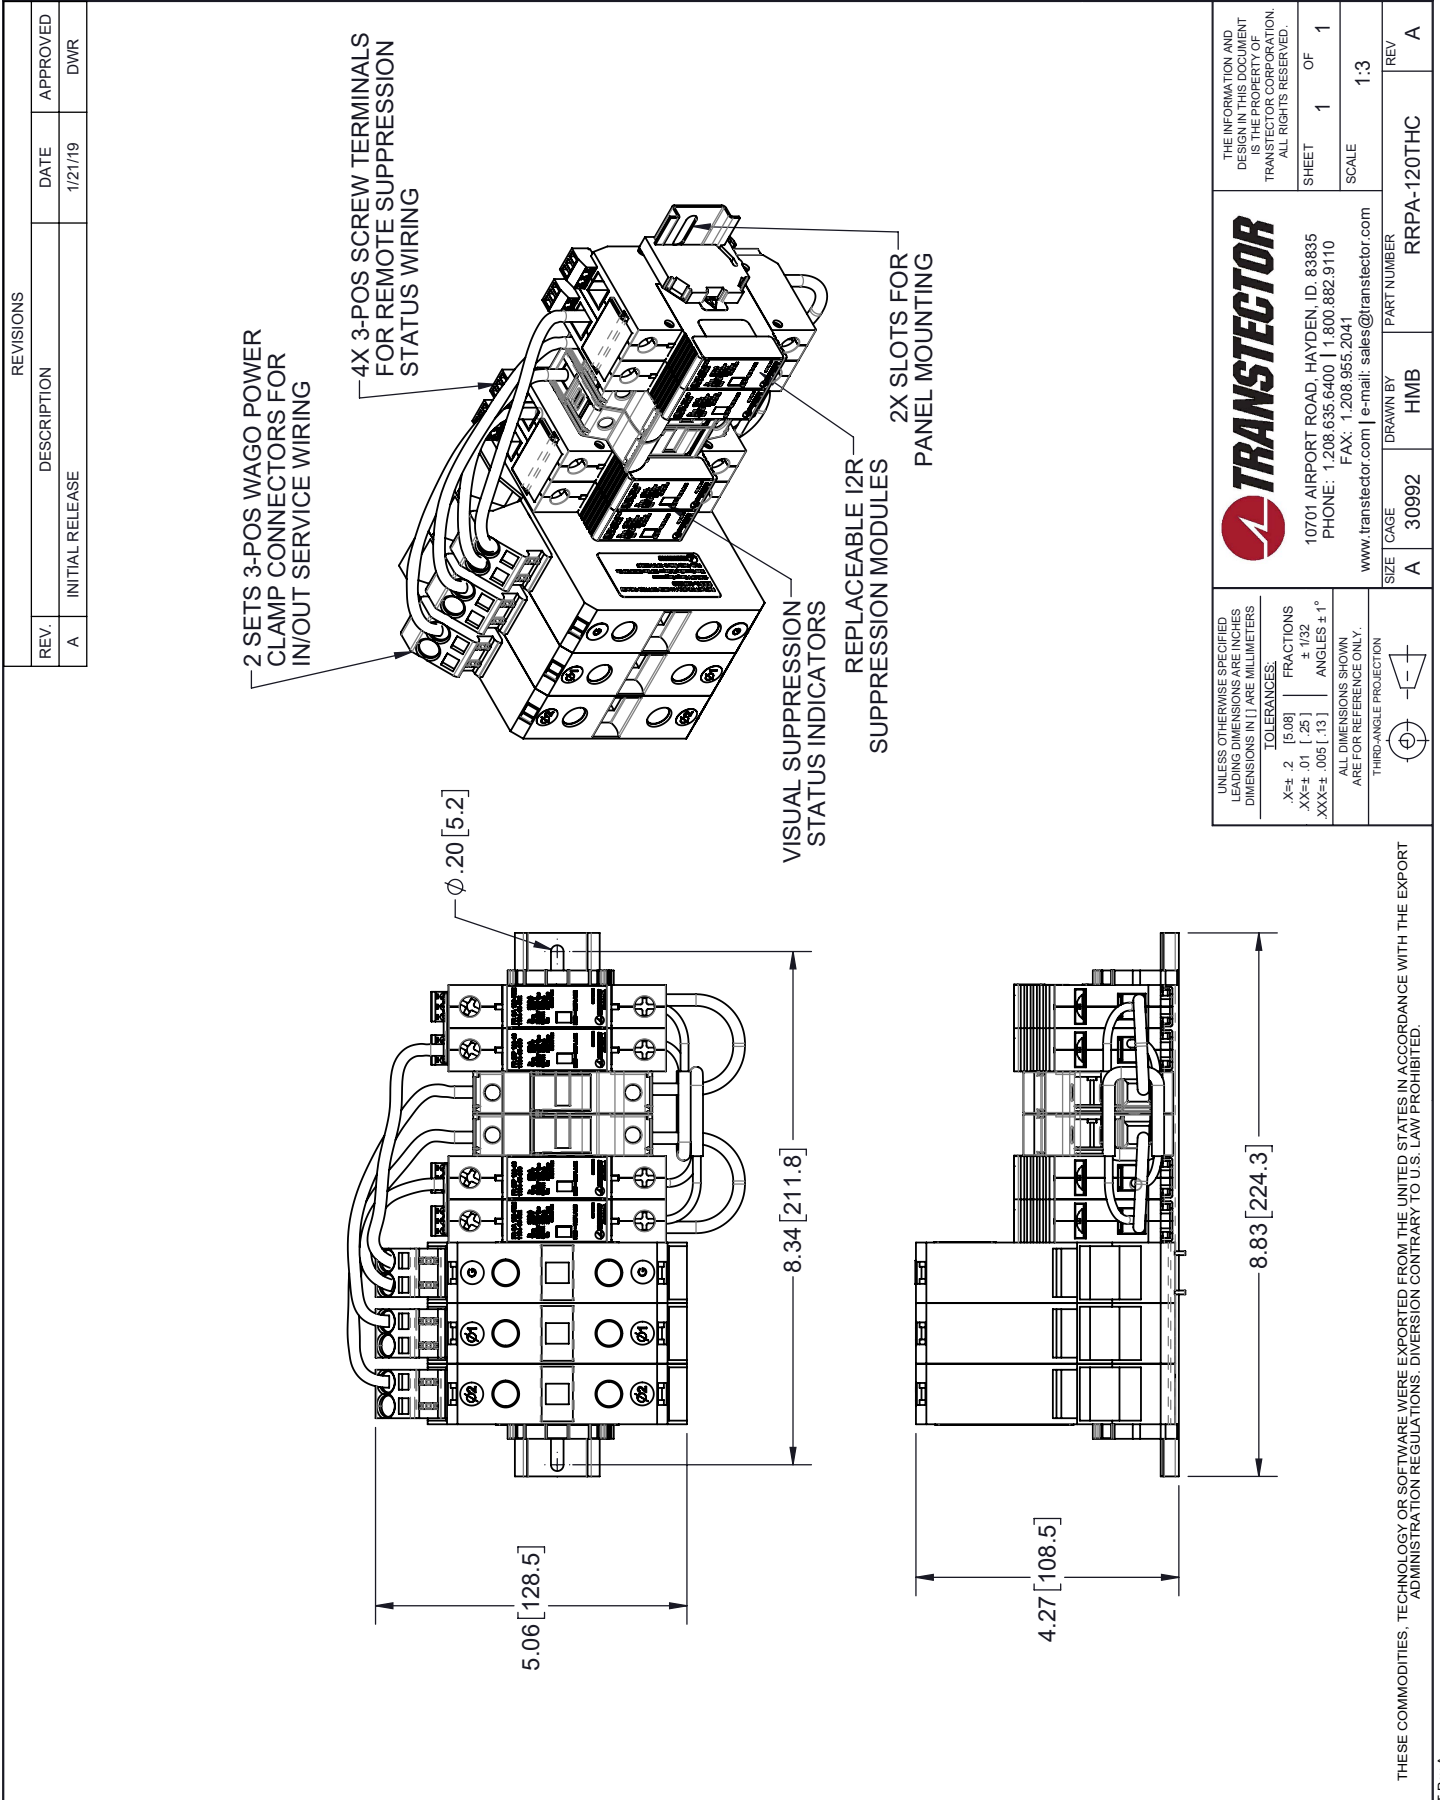 REVISIONS
REV. DESCRIPTION DATE APPROVED
A INITIAL RELEASE 1/21/19 DWR
2 SETS 3-POS WAGO POWER
CLAMP CONNECTORS FOR
IN/OUT SERVICE WIRING
4X 3-POS SCREW TERMINALS
FOR REMOTE SUPPRESSION
STATUS WIRING
2X SLOTS FOR
PANEL MOUNTING
REPLACEABLE I2R
SUPPRESSION MODULES
VISUAL SUPPRESSION
STATUS INDICATORS
Ø2
Ø1
G
Ø2
Ø1
G
Ø.20 [5.2]
Ø2 Ø1 G
Ø2 Ø1 G
5.06 [128.5]
8.34 [211.8]
4.27 [108.5]
8.83 [224.3]
UNLESS OTHERWISE SPECIFIED
LEADING DIMENSIONS ARE INCHES
DIMENSIONS IN [ ] ARE MILLIMETERS
TOLERANCES:
.X=± .2 [5.08] FRACTIONS
.XX=± .01 [ .25 ] ± 1/32
.XXX=± .005 [ .13 ] ANGLES ± 1°
ALL DIMENSIONS SHOWN
ARE FOR REFERENCE ONLY.
THIRD-ANGLE PROJECTION
TRANSTECTOR
10701 AIRPORT ROAD, HAYDEN, ID. 83835
PHONE: 1.208.635.6400 | 1.800.882.9110
FAX: 1.208.955.2041
www.transtector.com | e-mail: sales@transtector.com
THE INFORMATION AND
DESIGN IN THIS DOCUMENT
IS THE PROPERTY OF
TRANSTECTOR CORPORATION.
ALL RIGHTS RESERVED.
SHEET 1 OF 1
SCALE 1:3
SIZE A
CAGE 30992
DRAWN BY HMB
PART NUMBER RRPA-120THC
REV A
THESE COMMODITIES, TECHNOLOGY OR SOFTWARE WERE EXPORTED FROM THE UNITED STATES IN ACCORDANCE WITH THE EXPORT
ADMINISTRATION REGULATIONS. DIVERSION CONTRARY TO U.S. LAW PROHIBITED.